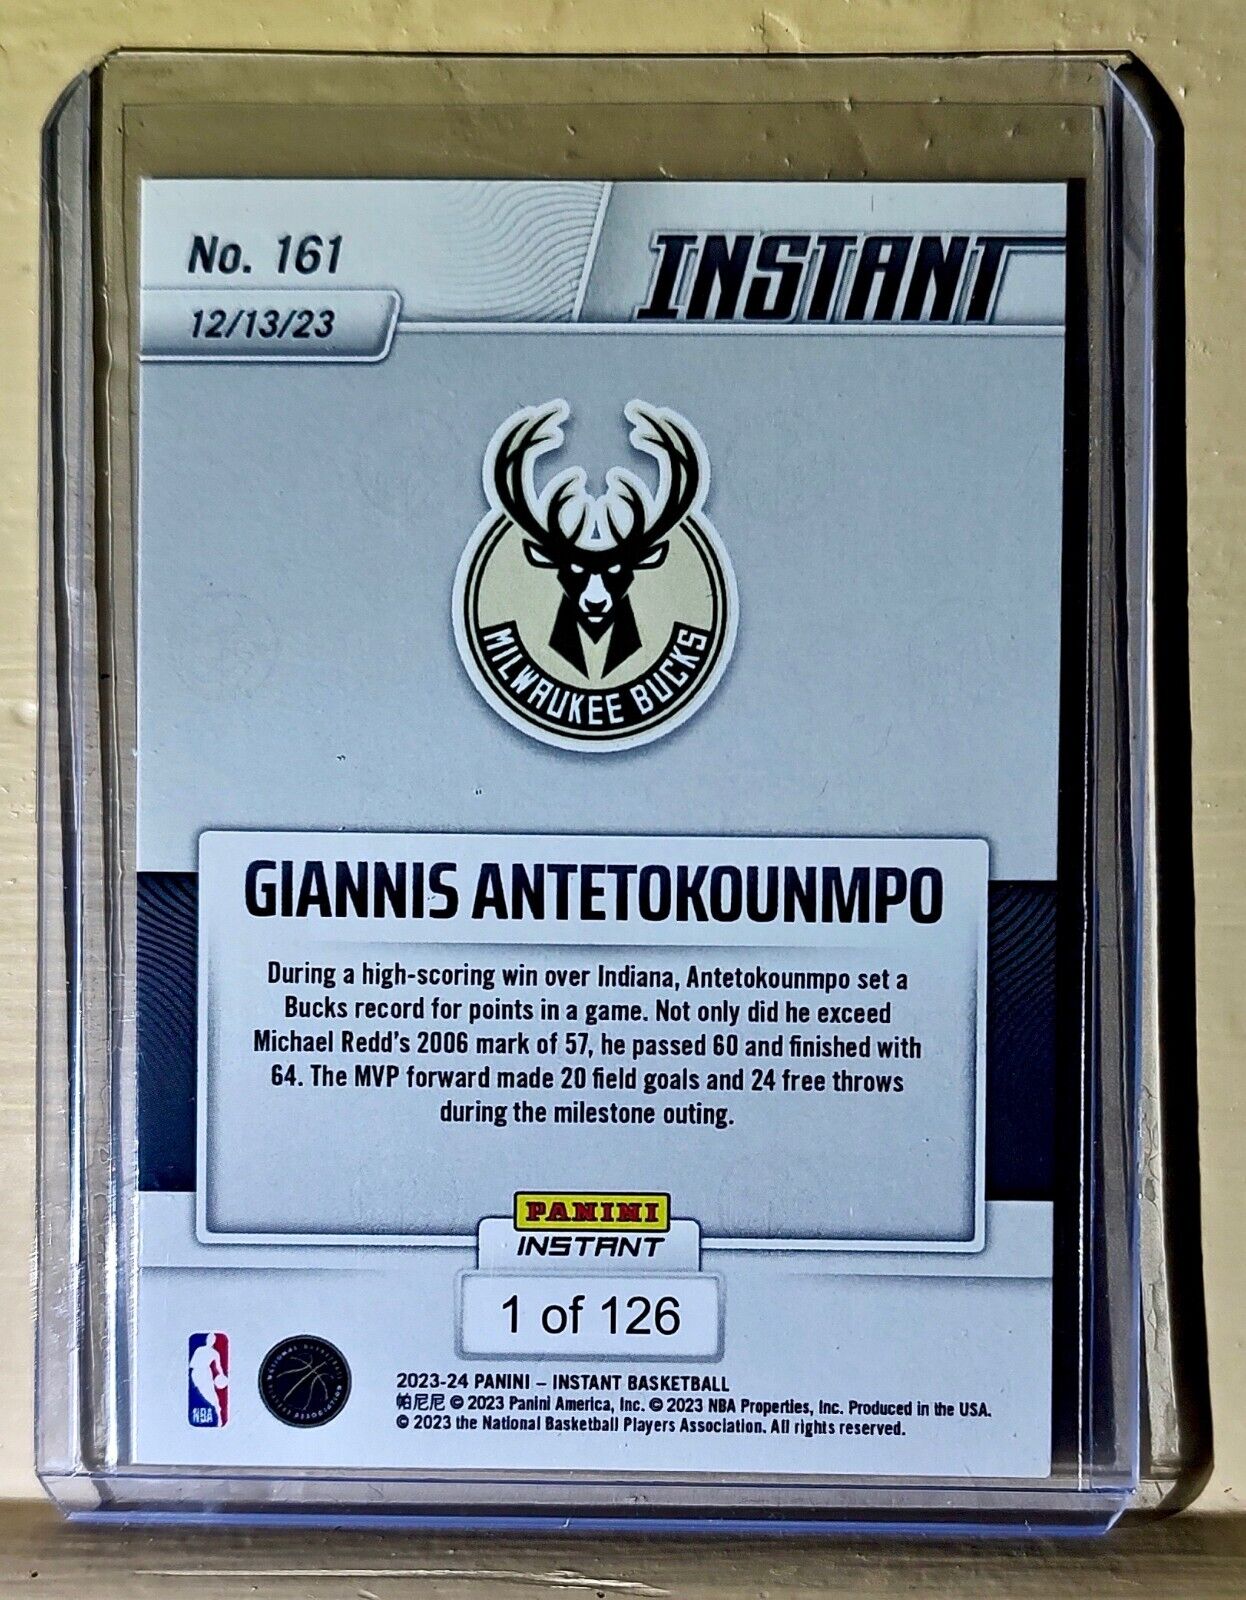 No. 161
INSTANT
12/13/23
MILWAUKEE BUCKS
GIANNIS ANTETOKOUNMPO
During a high-scoring win over Indiana, Antetokounmpo set a
Bucks record for points in a game. Not only did he exceed
Michael Redd's 2006 mark of 57, he passed 60 and finished with
64. The MVP forward made 20 field goals and 24 free throws
during the milestone outing.
PANINI
INSTANT
1 of 126
NBA
2023-24 PANINI – INSTANT BASKETBALL
帕尼尼 © 2023 Panini America, Inc. © 2023 NBA Properties, Inc. Produced in the USA.
© 2023 the National Basketball Players Association. All rights reserved.